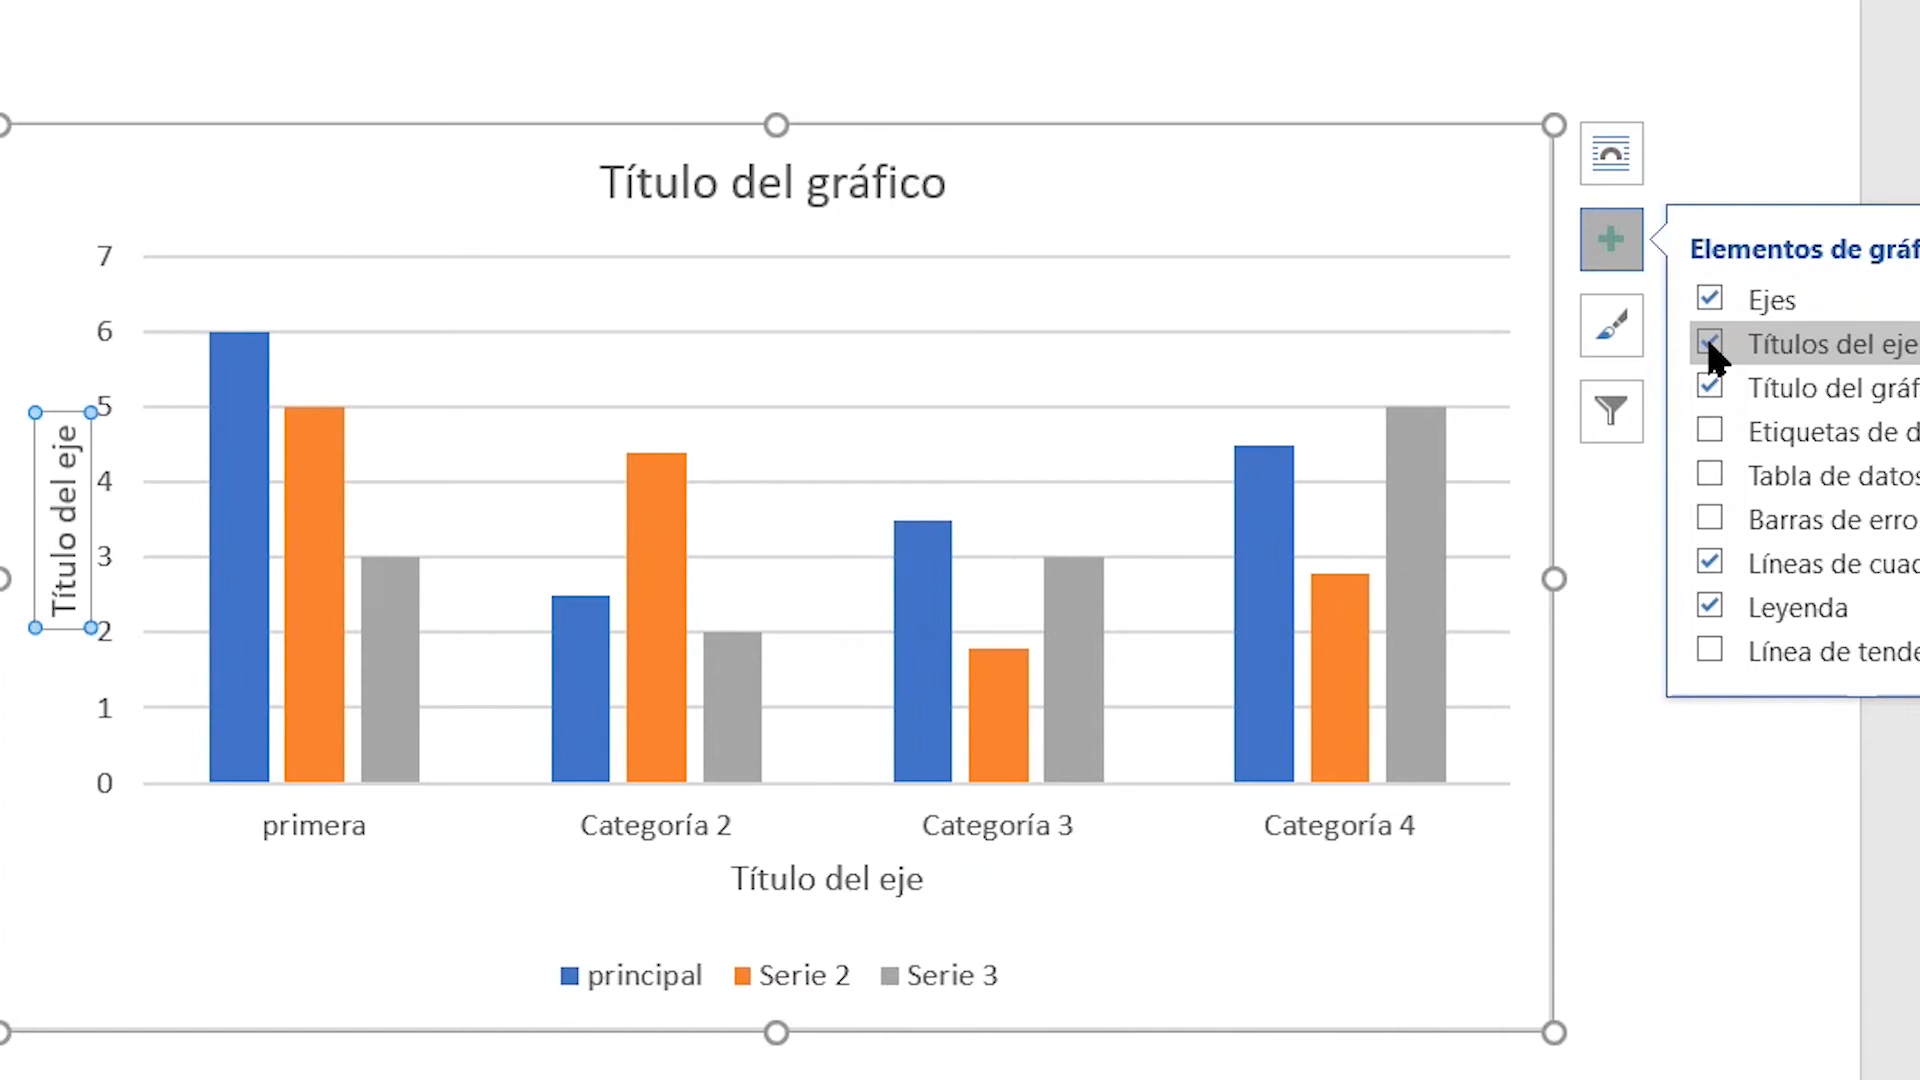 Título del gráfico
7
6
5
4
3
2
1
0
Título del eje
primera
Categoría 2
Categoría 3
Categoría 4
Título del eje
principal
Serie 2
Serie 3
Elementos de gráf
Ejes
Títulos del eje
Título del gráf
Etiquetas de d
Tabla de datos
Barras de erro
Líneas de cuad
Leyenda
Línea de tende